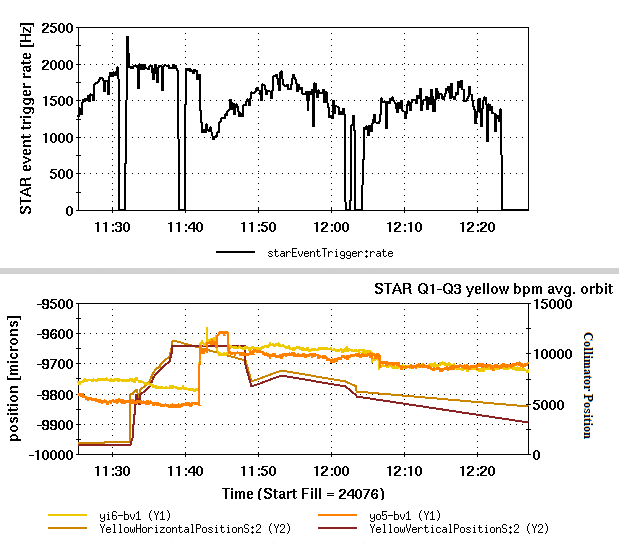 STAR event trigger rate [Hz]
2500
2000
1500
1000
500
0
11:30 11:40 11:50 12:00 12:10 12:20
starEventTrigger:rate
STAR Q1-Q3 yellow bpm avg. orbit
position [microns]
-9500
-9600
-9700
-9800
-9900
-10000
15000
10000
5000
0
Collimator Position
11:30 11:40 11:50 12:00 12:10 12:20
Time (Start Fill = 24076)
yi6-bv1 (Y1) yo5-bv1 (Y1)
YellowHorizontalPositionS:2 (Y2) YellowVerticalPositionS:2 (Y2)